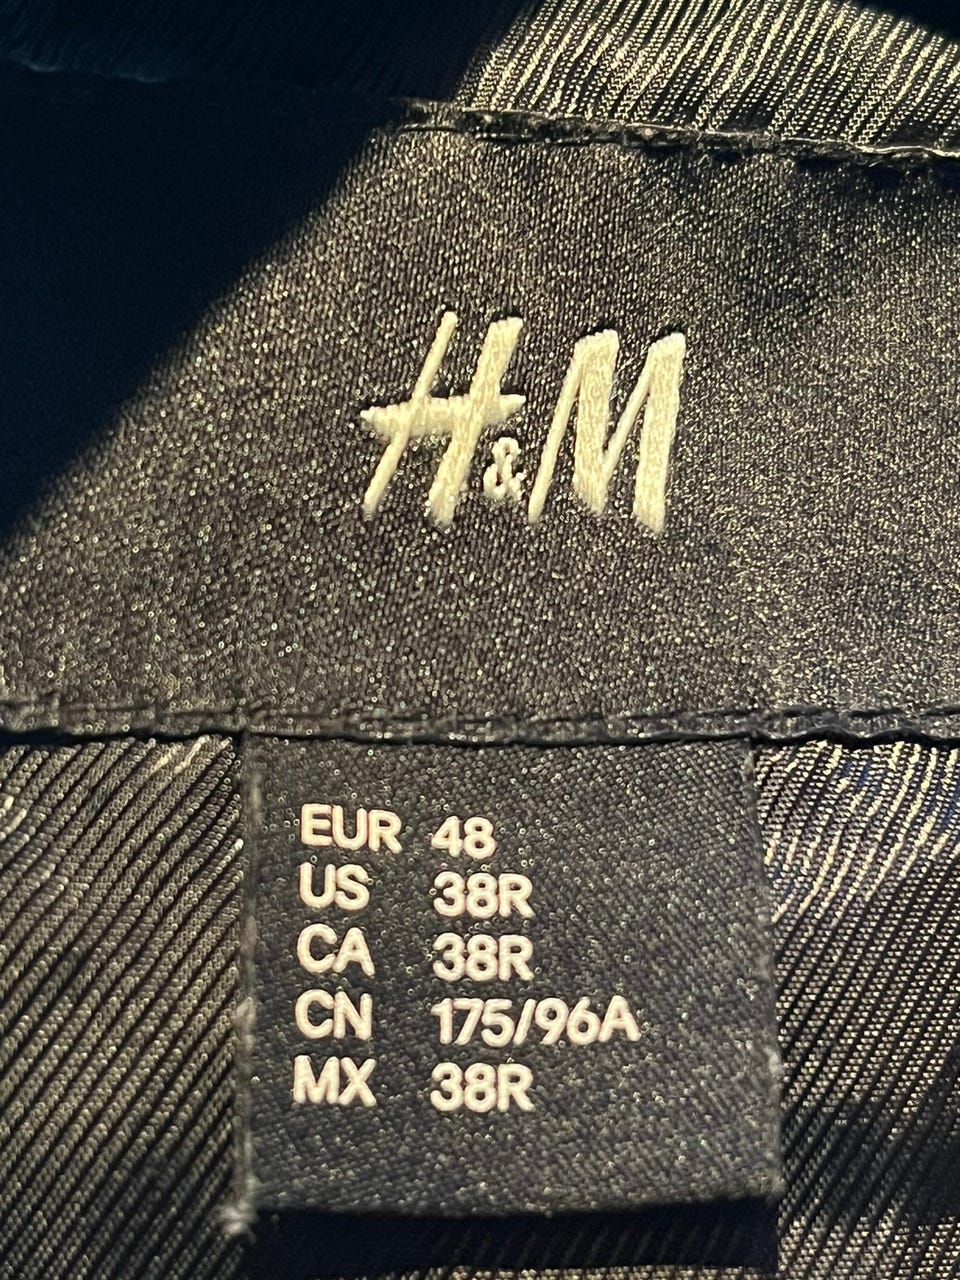 H&M
EUR 48
US 38R
CA 38R
CN 175/96A
MX 38R